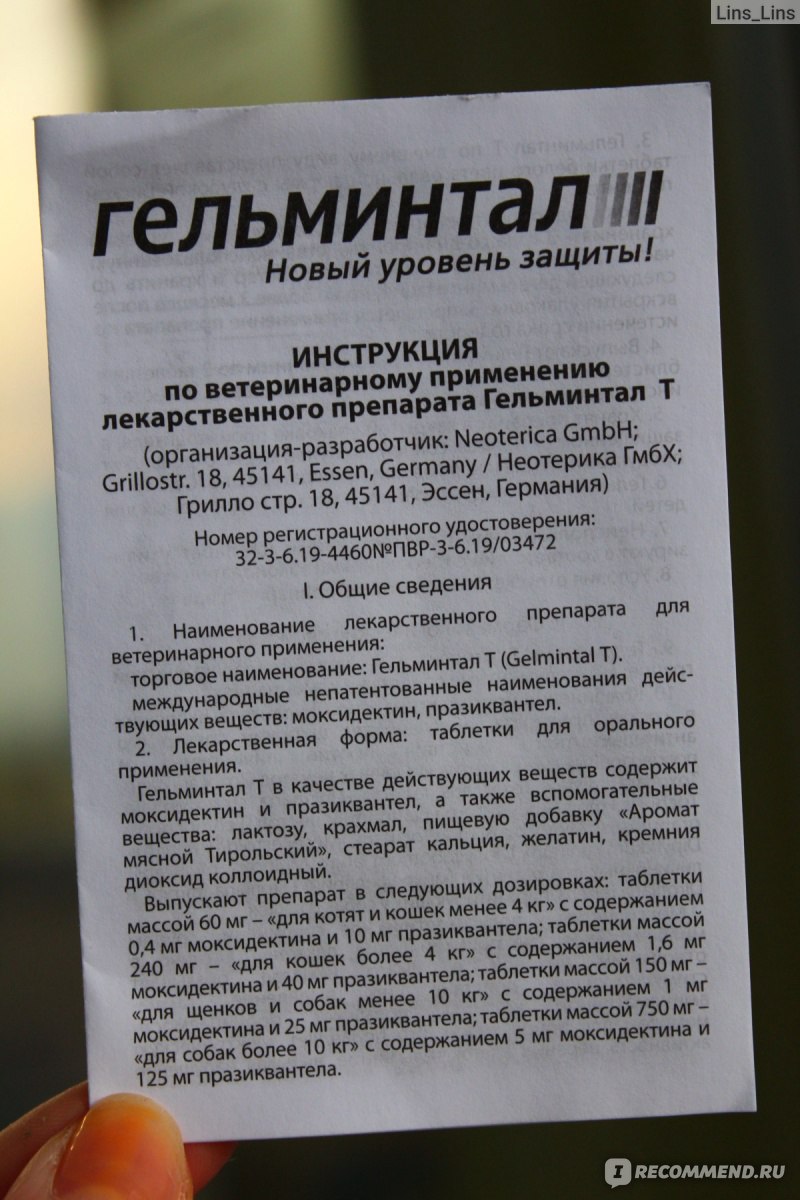 Lins_Lins
гельминтал
Новый уровень защиты!
ИНСТРУКЦИЯ
по ветеринарному применению
лекарственного препарата Гельминтал Т
(организация-разработчик: Neoterica GmbH;
Grillostr. 18, 45141, Essen, Germany / Неотерика ГмбХ;
Грилло стр. 18, 45141, Эссен, Германия)
Номер регистрационного удостоверения:
32-3-6.19-4460№ПВР-3-6.19/03472
I. Общие сведения
1. Наименование лекарственного препарата для
ветеринарного применения:
торговое наименование: Гельминтал Т (Gelmintal T).
международные непатентованные наименования дейс-
твующих веществ: моксидектин, празиквантел.
2. Лекарственная форма: таблетки для орального
применения.
Гельминтал Т в качестве действующих веществ содержит
моксидектин и празиквантел, а также вспомогательные
вещества: лактозу, крахмал, пищевую добавку «Аромат
мясной Тирольский», стеарат кальция, желатин, кремния
диоксид коллоидный.
Выпускают препарат в следующих дозировках: таблетки
массой 60 мг – «для котят и кошек менее 4 кг» с содержанием
0,4 мг моксидектина и 10 мг празиквантела; таблетки массой
240 мг – «для кошек более 4 кг» с содержанием 1,6 мг
моксидектина и 40 мг празиквантела; таблетки массой 150 мг –
«для щенков и собак менее 10 кг» с содержанием 1 мг
моксидектина и 25 мг празиквантела; таблетки массой 750 мг –
«для собак более 10 кг» с содержанием 5 мг моксидектина и
125 мг празиквантела.
IRECOMMEND.RU